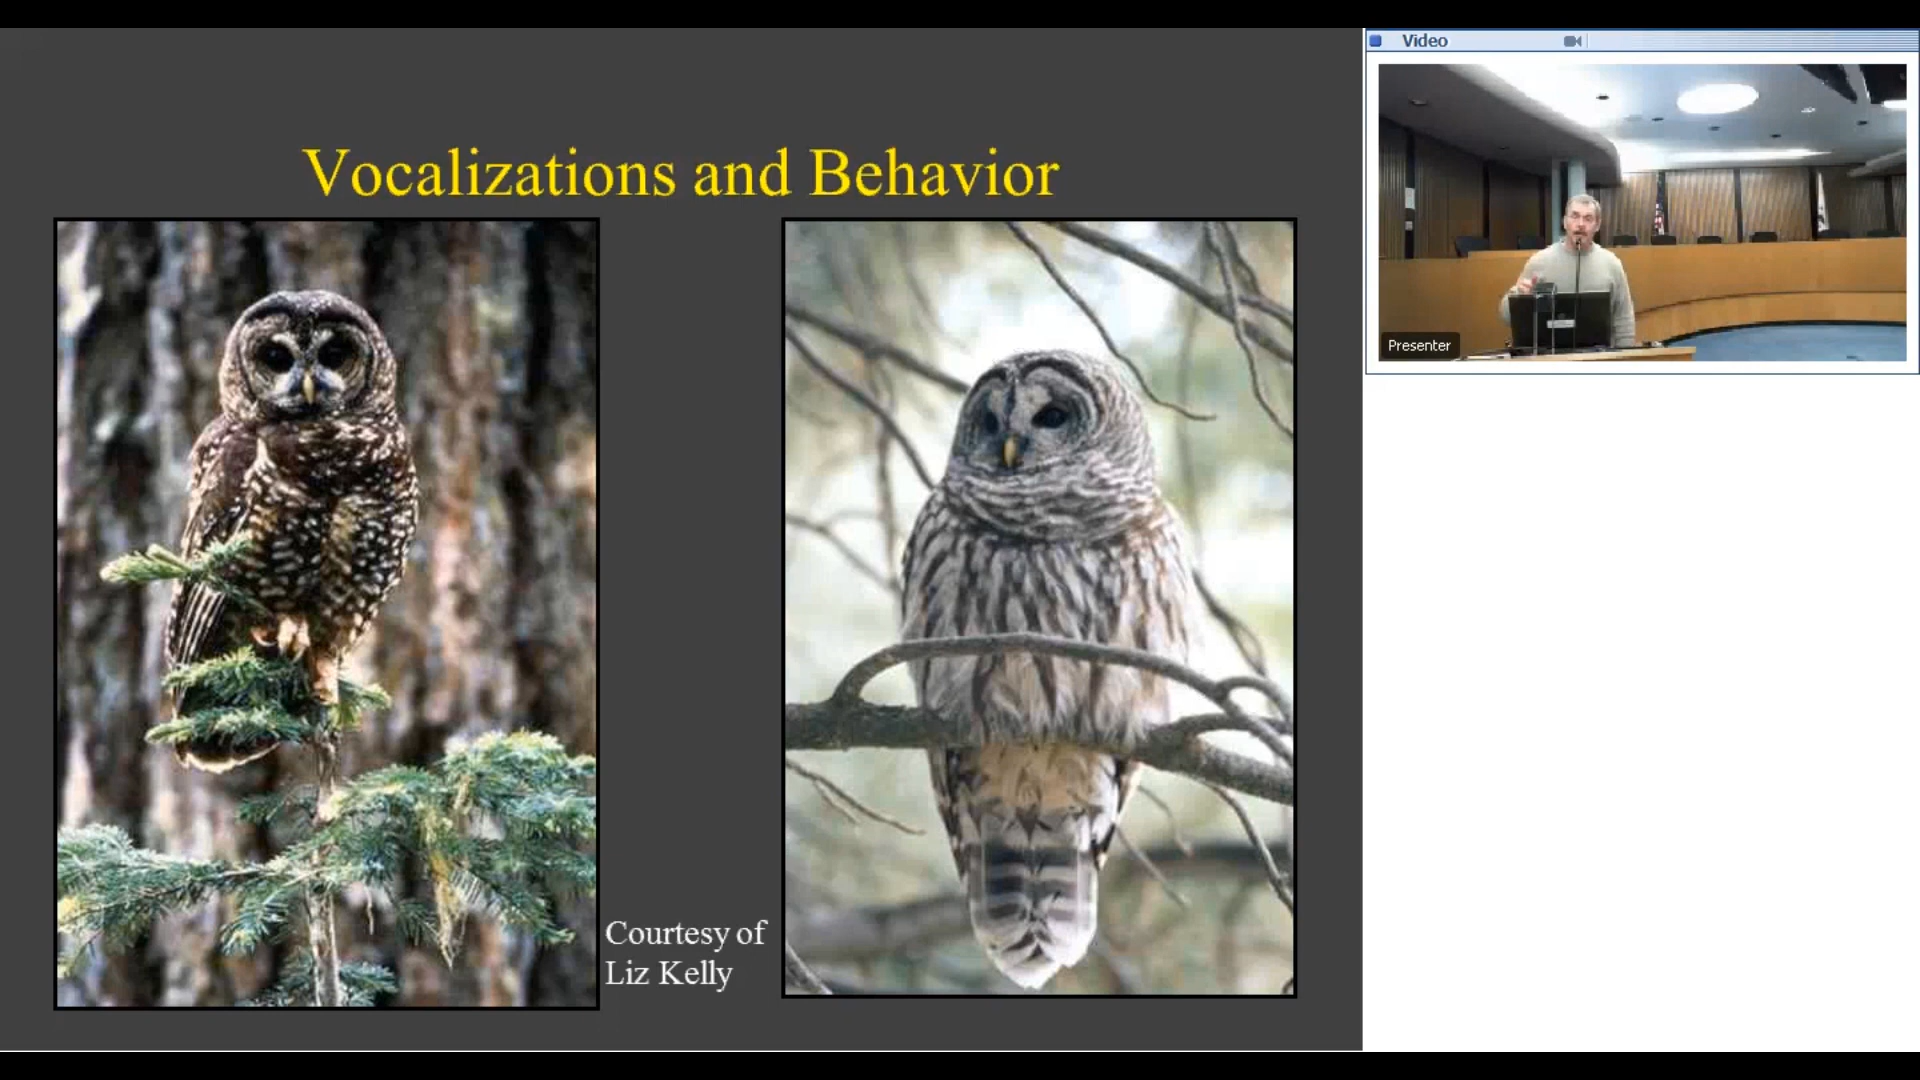 Vocalizations and Behavior
Courtesy of
Liz Kelly
Video
Presenter